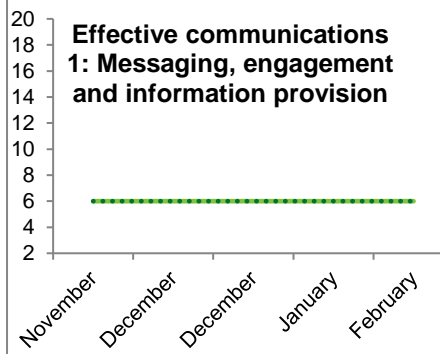 Effective communications
1: Messaging, engagement
and information provision
20
18
16
14
12
10
8
6
4
2
November
December
December
January
February